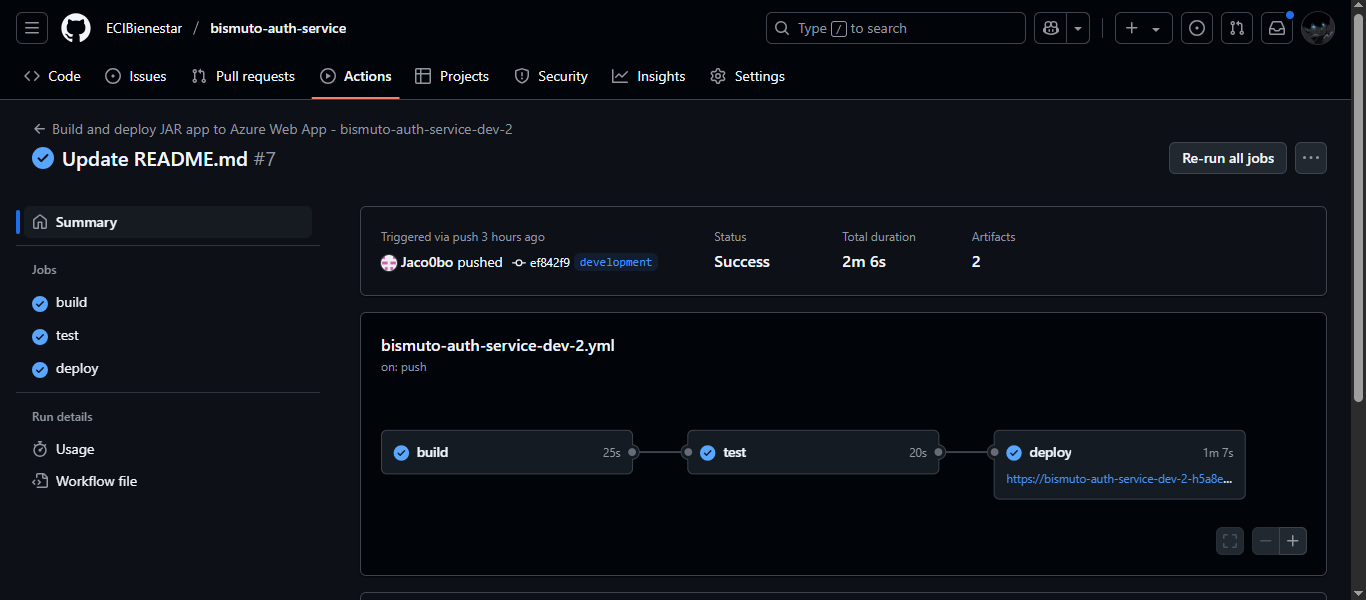 ECIBienestar / bismuto-auth-service
Type / to search
Code Issues Pull requests Actions Projects Security Insights Settings
Build and deploy JAR app to Azure Web App - bismuto-auth-service-dev-2
Update README.md #7
Re-run all jobs
Summary
Jobs
build
test
deploy
Run details
Usage
Workflow file
Triggered via push 3 hours ago
Jaco0bo pushed ef842f9 development
Status
Success
Total duration
2m 6s
Artifacts
2
bismuto-auth-service-dev-2.yml
on: push
build 25s
test 20s
deploy 1m 7s
https://bismuto-auth-service-dev-2-h5a8e...